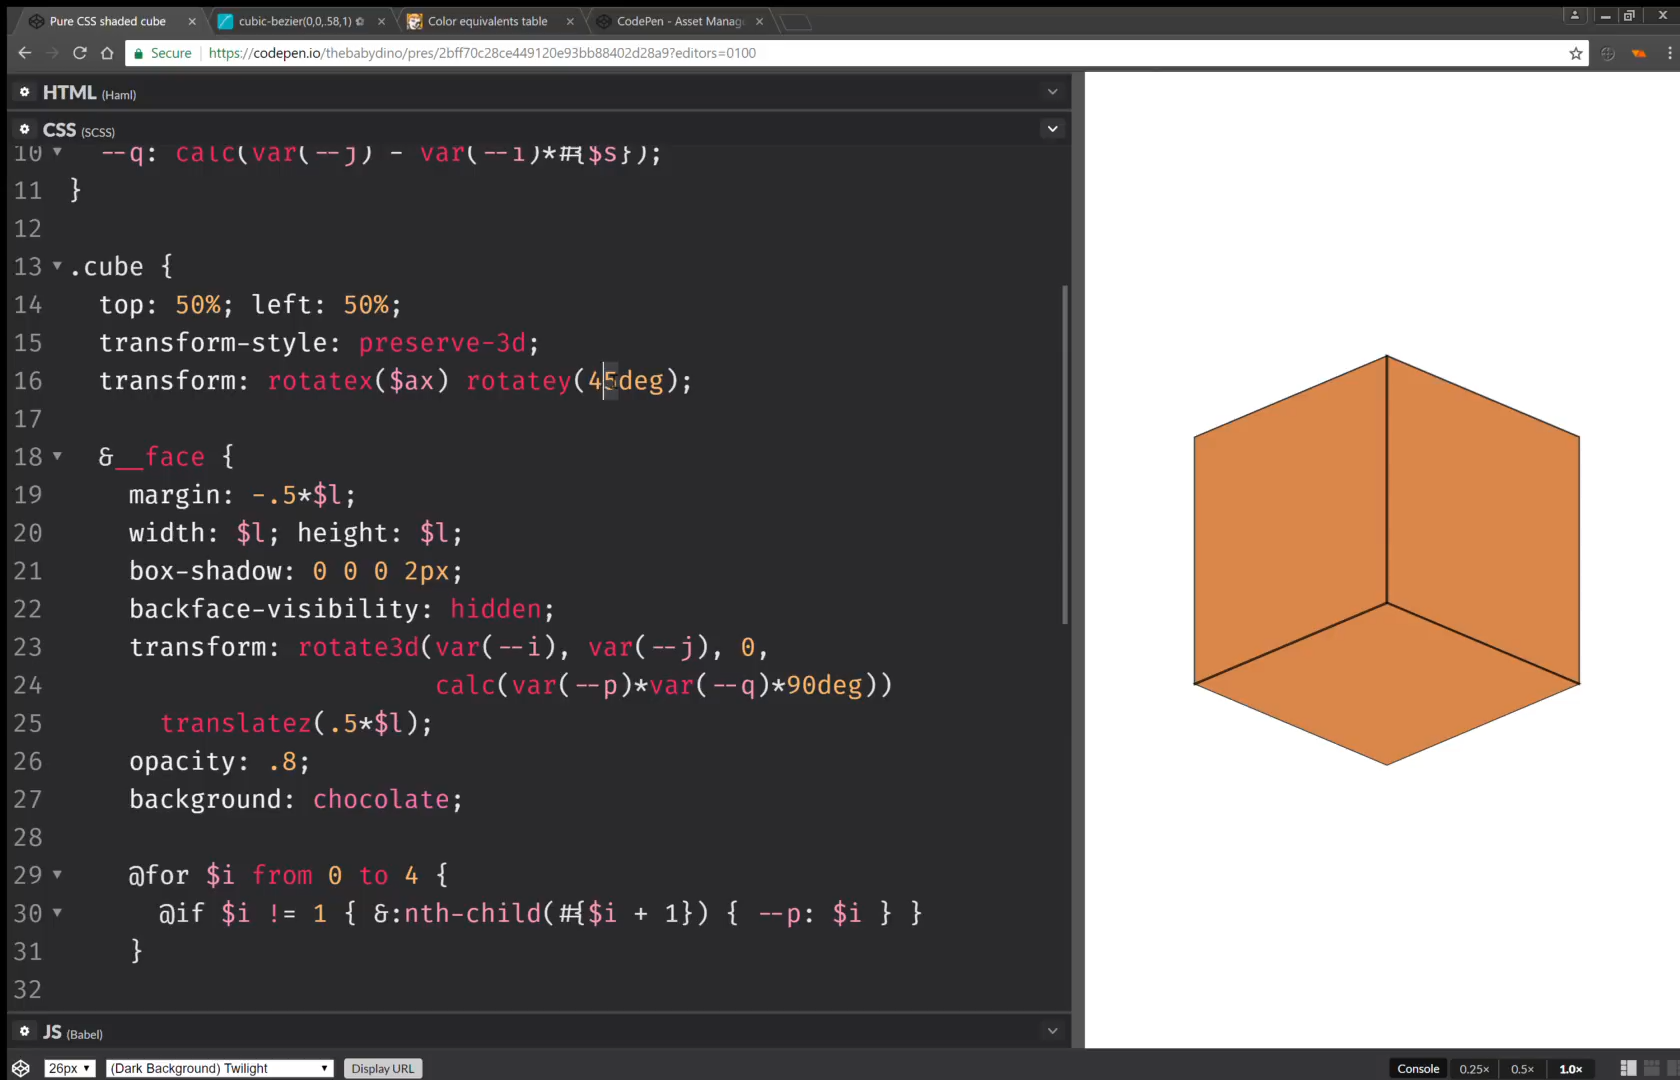 Pure CSS shaded cube
cubic-bezier(0,0,.58,1)
Color equivalents table
CodePen - Asset Manag
Secure
https://codepen.io/thebabydino/pres/2bff70c28ce449120e93bb88402d28a9?editors=0100
HTML (Haml)
CSS (SCSS)
10 --q: calc(var(--j) - var(--i)*#{$s});
11 }
12
13 .cube {
14 top: 50%; left: 50%;
15 transform-style: preserve-3d;
16 transform: rotatex($ax) rotatey(45deg);
17
18 &__face {
19 margin: -.5*$l;
20 width: $l; height: $l;
21 box-shadow: 0 0 0 2px;
22 backface-visibility: hidden;
23 transform: rotate3d(var(--i), var(--j), 0,
24 calc(var(--p)*var(--q)*90deg))
25 translatez(.5*$l);
26 opacity: .8;
27 background: chocolate;
28
29 @for $i from 0 to 4 {
30 @if $i != 1 { &:nth-child(#{$i + 1}) { --p: $i } }
31 }
32
JS (Babel)
26px
(Dark Background) Twilight
Display URL
Console
0.25×
0.5×
1.0×